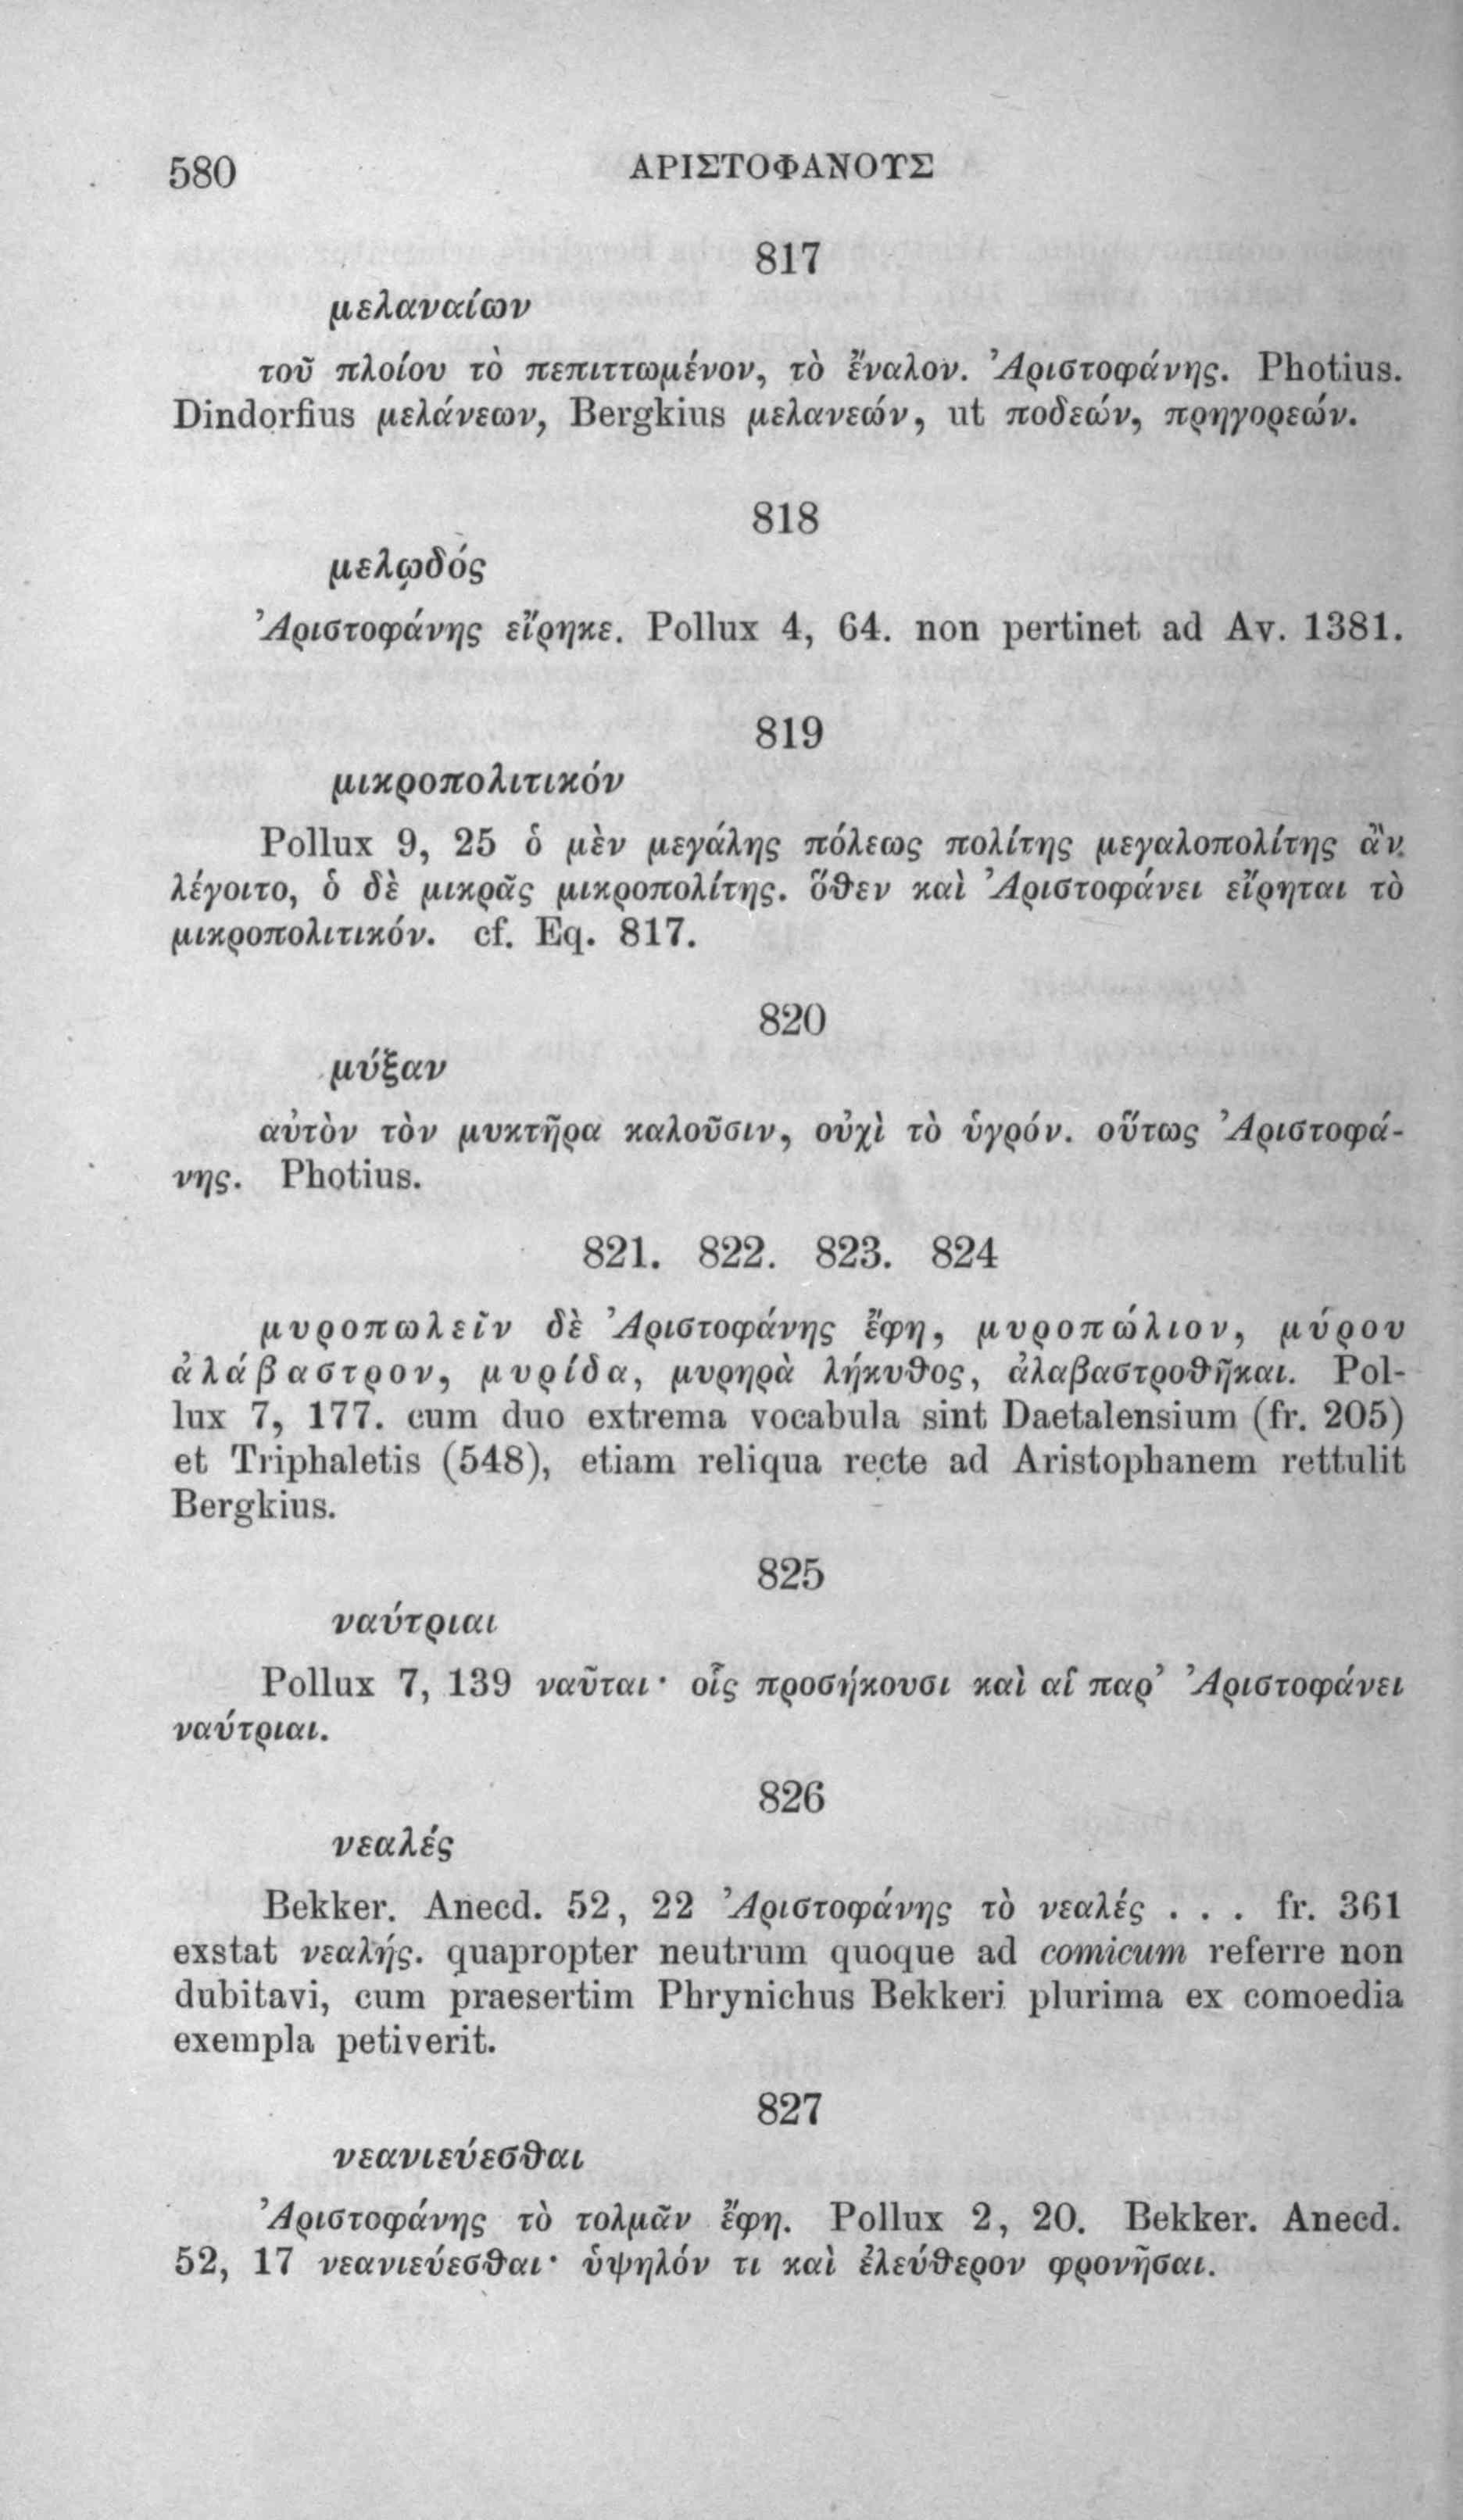 580
ΑΡΙΣΤΟΦΑΝΟΥΣ
817
μελαναίων
τοῦ πλοίου τὸ πεπιττωμένον, τὸ ἔναλον. Ἀριστοφάνης. Photius.
Dindorfius μελάνεων, Bergkius μελανεών, ut ποδεών, πρηγορεών.
818
μελῳδός
Ἀριστοφάνης εἴρηκε. Pollux 4, 64. non pertinet ad Av. 1381.
819
μικροπολιτικόν
Pollux 9, 25 ὁ μὲν μεγάλης πόλεως πολίτης μεγαλοπολίτης ἂν
λέγοιτο, ὁ δὲ μικρᾶς μικροπολίτης. ὅθεν καὶ Ἀριστοφάνει εἴρηται τὸ
μικροπολιτικόν. cf. Eq. 817.
820
μύξαν
αὐτὸν τὸν μυκτῆρα καλοῦσιν, οὐχὶ τὸ ὑγρόν. οὕτως Ἀριστοφά-
νης. Photius.
821. 822. 823. 824
μυροπωλεῖν δὲ Ἀριστοφάνης ἔφη, μυροπώλιον, μύρου
ἀλάβαστρον, μυρίδα, μυρηρὰ λήκυθος, ἀλαβαστροθῆκαι. Pol-
lux 7, 177. cum duo extrema vocabula sint Daetalensium (fr. 205)
et Triphaletis (548), etiam reliqua recte ad Aristophanem rettulit
Bergkius.
825
ναύτριαι
Pollux 7, 139 ναῦται· οἷς προσήκουσι καὶ αἱ παρ’ Ἀριστοφάνει
ναύτριαι.
826
νεαλές
Bekker. Anecd. 52, 22 Ἀριστοφάνης τὸ νεαλές . . . fr. 361
exstat νεαλής. quapropter neutrum quoque ad comicum referre non
dubitavi, cum praesertim Phrynichus Bekkeri plurima ex comoedia
exempla petiverit.
827
νεανιεύεσθαι
Ἀριστοφάνης τὸ τολμᾶν ἔφη. Pollux 2, 20. Bekker. Anecd.
52, 17 νεανιεύεσθαι· ὑψηλόν τι καὶ ἐλεύθερον φρονῆσαι.